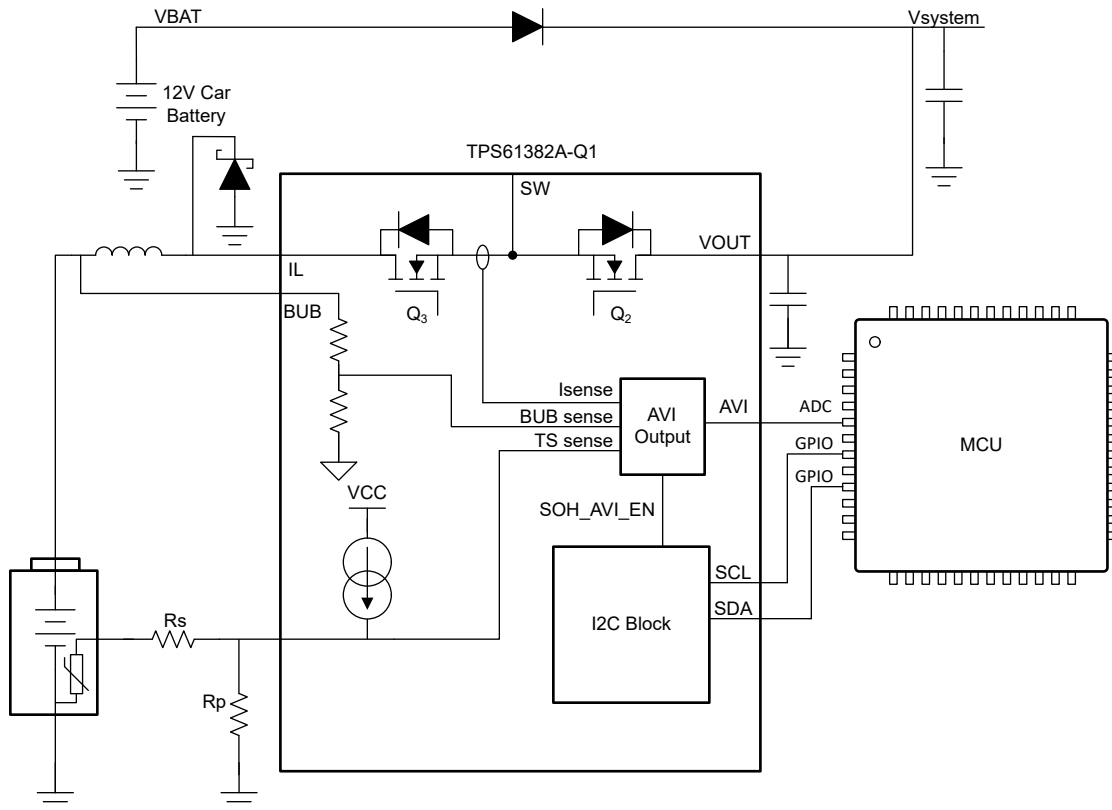 VBAT
Vsystem
12V Car
Battery
TPS61382A-Q1
SW
VOUT
IL
BUB
Q3
Q2
Isense
BUB sense
TS sense
AVI
Output
AVI
ADC
GPIO
GPIO
MCU
VCC
SOH_AVI_EN
SCL
SDA
I2C Block
Rs
Rp